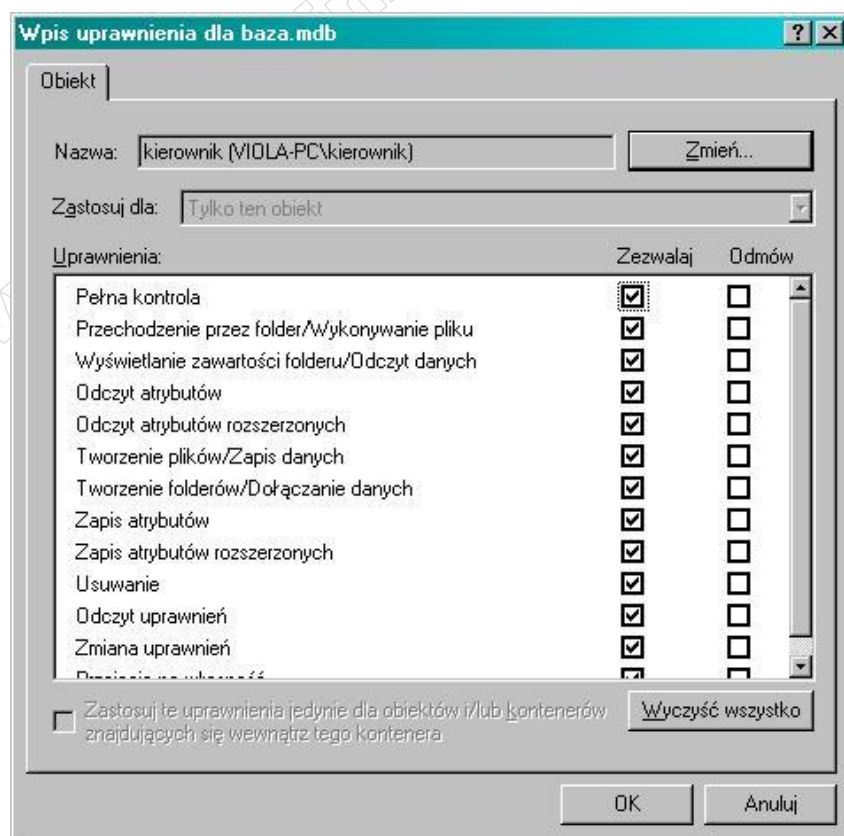 Wpis uprawnienia dla baza.mdb
Obiekt
Nazwa: kierownik (VIOLA-PC\kierownik) Zmień...
Zastosuj dla: Tylko ten obiekt
Uprawnienia: Zezwalaj Odmów
Pełna kontrola
Przechodzenie przez folder/Wykonywanie pliku
Wyświetlanie zawartości folderu/Odczyt danych
Odczyt atrybutów
Odczyt atrybutów rozszerzonych
Tworzenie plików/Zapis danych
Tworzenie folderów/Dołączanie danych
Zapis atrybutów
Zapis atrybutów rozszerzonych
Usuwanie
Odczyt uprawnień
Zmiana uprawnień
Zastosuj te uprawnienia jedynie dla obiektów i/lub kontenerów
znajdujących się wewnątrz tego kontenera
Wyczyść wszystko
OK Anuluj